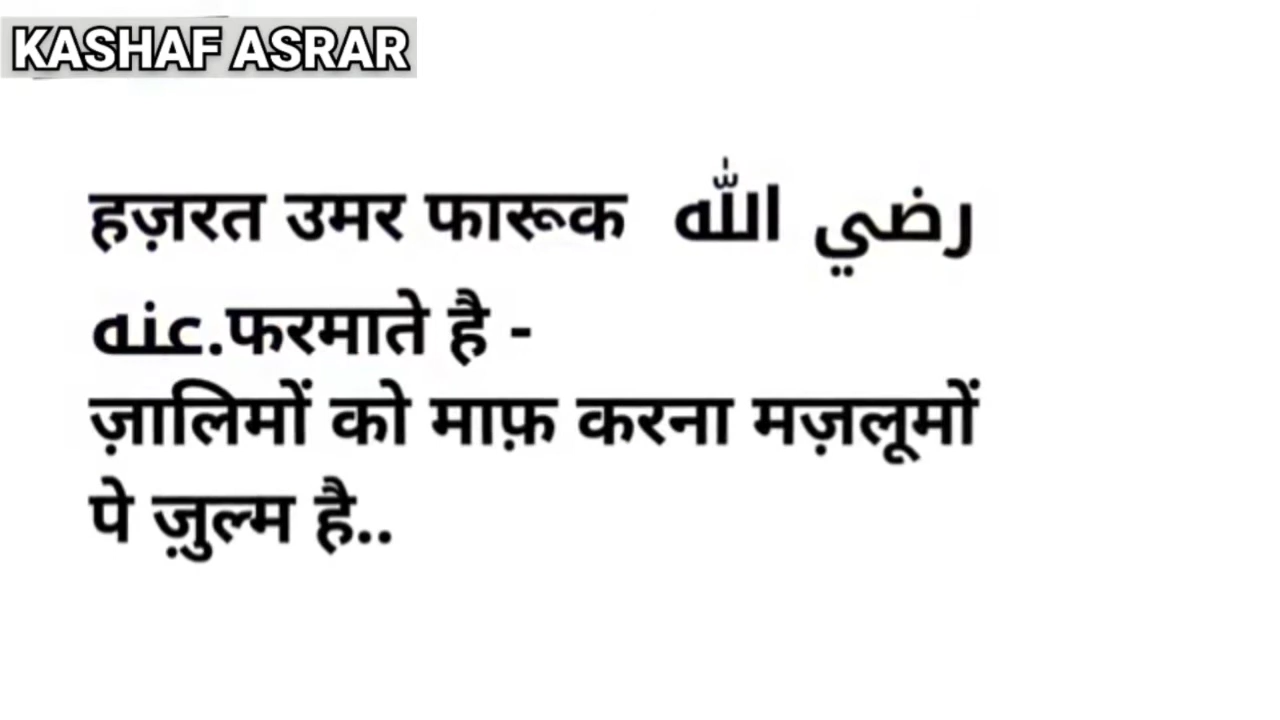 KASHAF ASRAR
हज़रत उमर फारूक رضي الله
عنه.फरमाते है -
ज़ालिमों को माफ़ करना मज़लूमों
पे ज़ुल्म है..